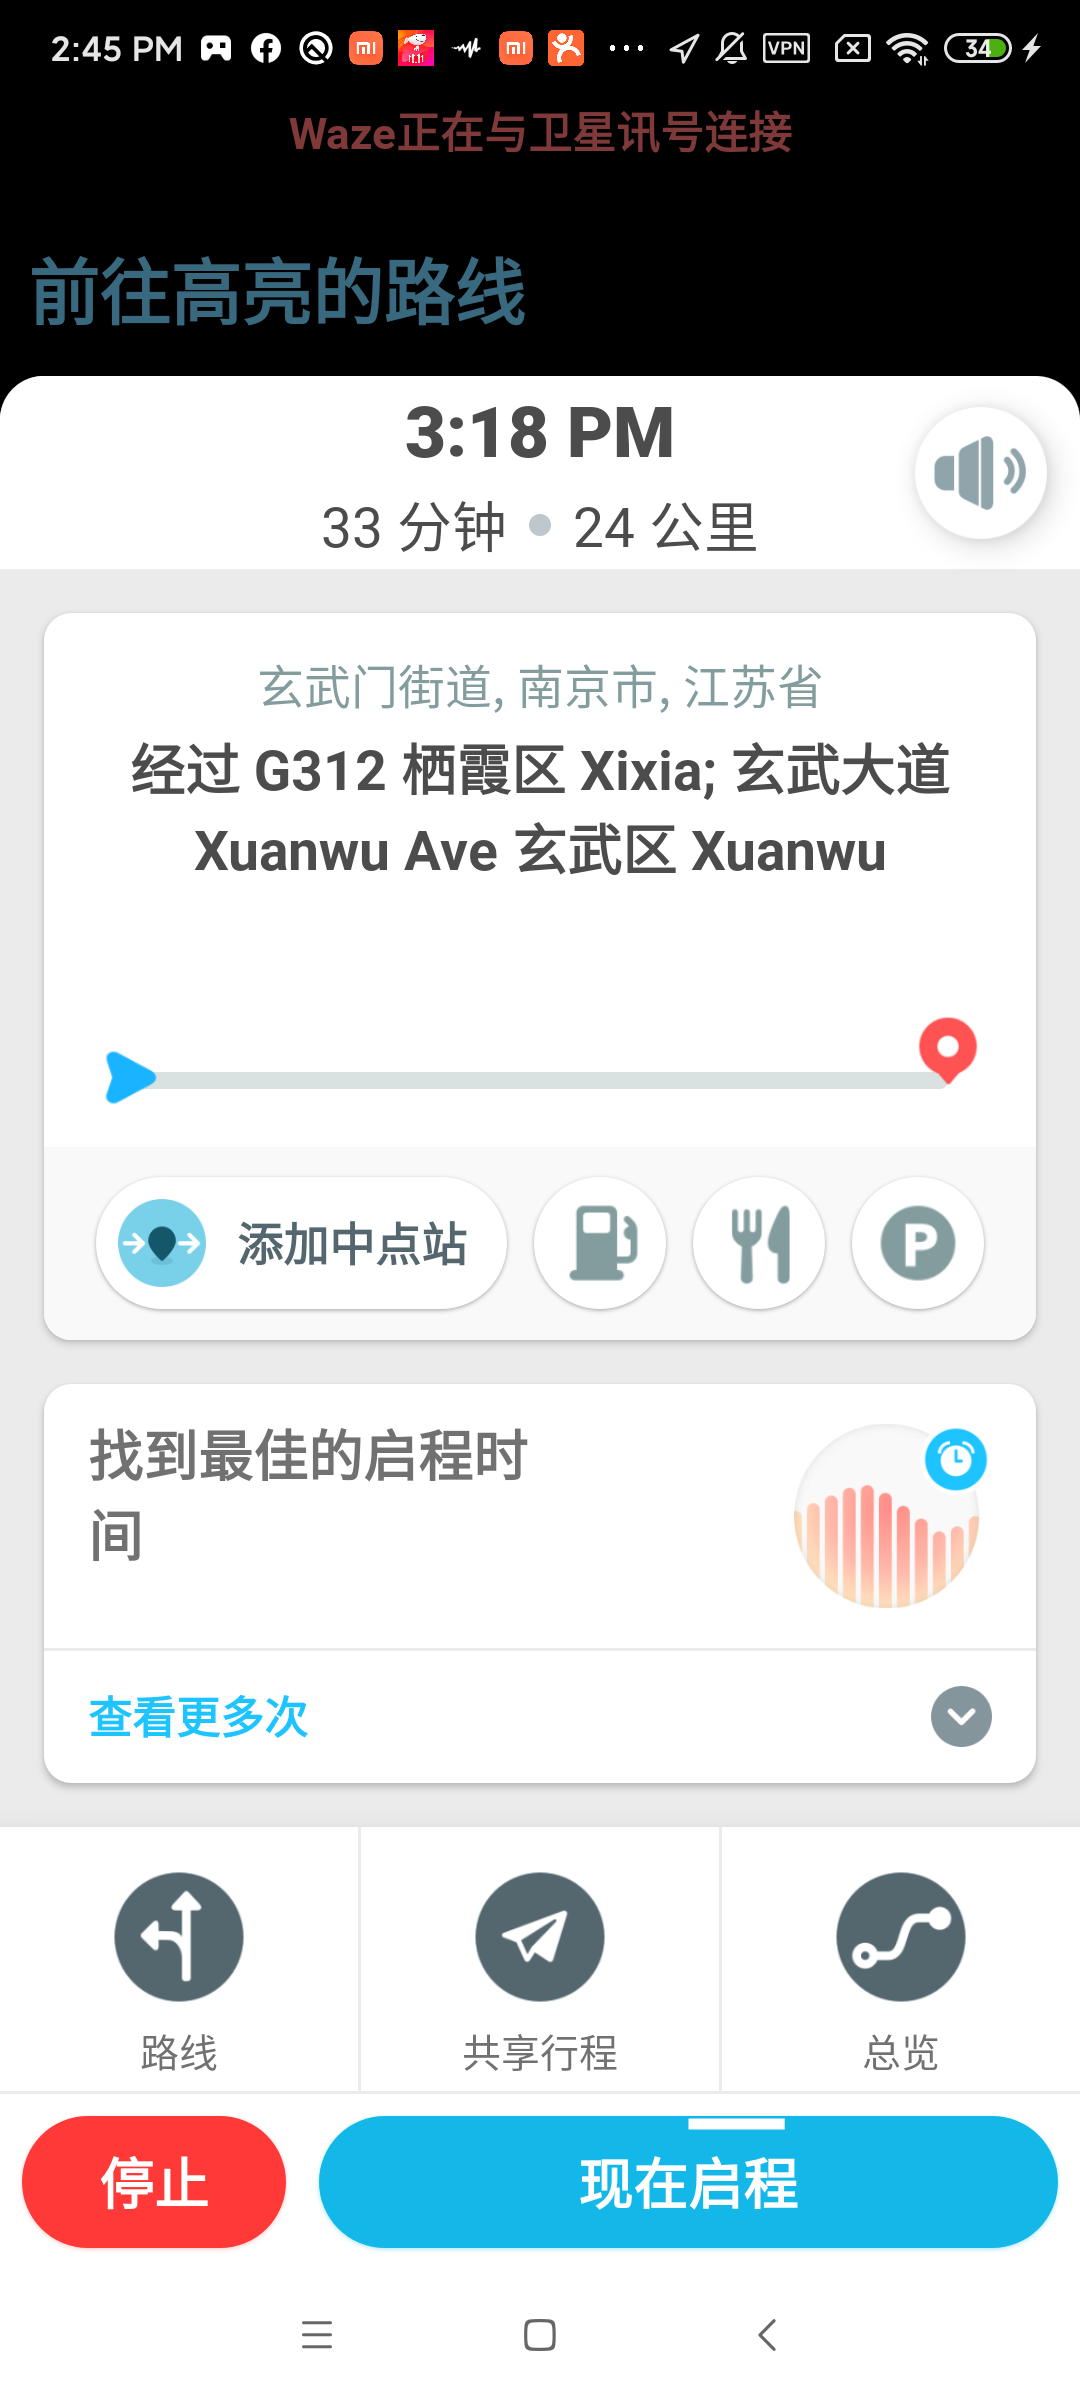 2:45 PM
11.11
VPN
34
Waze正在与卫星讯号连接
前往高亮的路线
3:18 PM
33 分钟 • 24 公里
玄武门街道, 南京市, 江苏省
经过 G312 栖霞区 Xixia; 玄武大道
Xuanwu Ave 玄武区 Xuanwu
添加中点站
P
找到最佳的启程时
间
查看更多次
路线
共享行程
总览
停止
现在启程